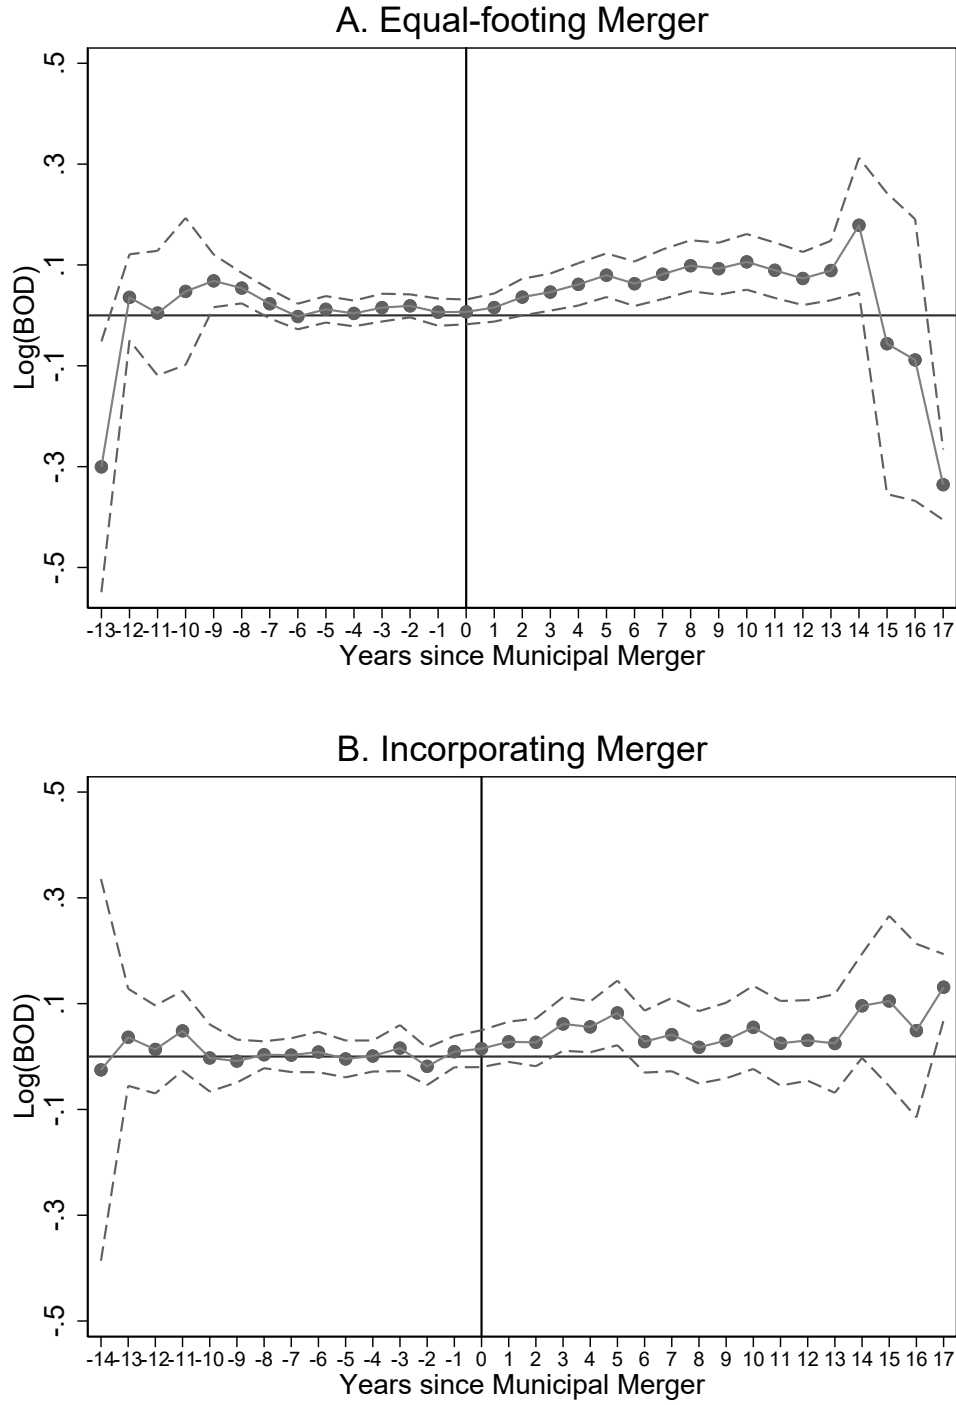 A. Equal-footing Merger
.5
.3
.1
-.1
-.3
-.5
Log(BOD)
-13 -12 -11 -10 -9 -8 -7 -6 -5 -4 -3 -2 -1 0 1 2 3 4 5 6 7 8 9 10 11 12 13 14 15 16 17
Years since Municipal Merger
B. Incorporating Merger
.5
.3
.1
-.1
-.3
-.5
Log(BOD)
-14 -13 -12 -11 -10 -9 -8 -7 -6 -5 -4 -3 -2 -1 0 1 2 3 4 5 6 7 8 9 10 11 12 13 14 15 16 17
Years since Municipal Merger